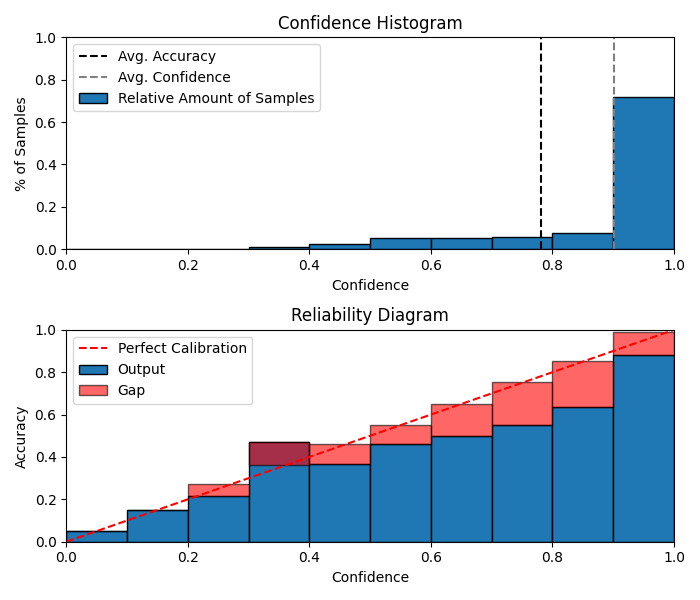 Confidence Histogram
1.0
0.8
0.6
0.4
0.2
0.0
% of Samples
Avg. Accuracy
Avg. Confidence
Relative Amount of Samples
0.0 0.2 0.4 0.6 0.8 1.0
Confidence
Reliability Diagram
1.0
0.8
0.6
0.4
0.2
0.0
Accuracy
Perfect Calibration
Output
Gap
0.0 0.2 0.4 0.6 0.8 1.0
Confidence